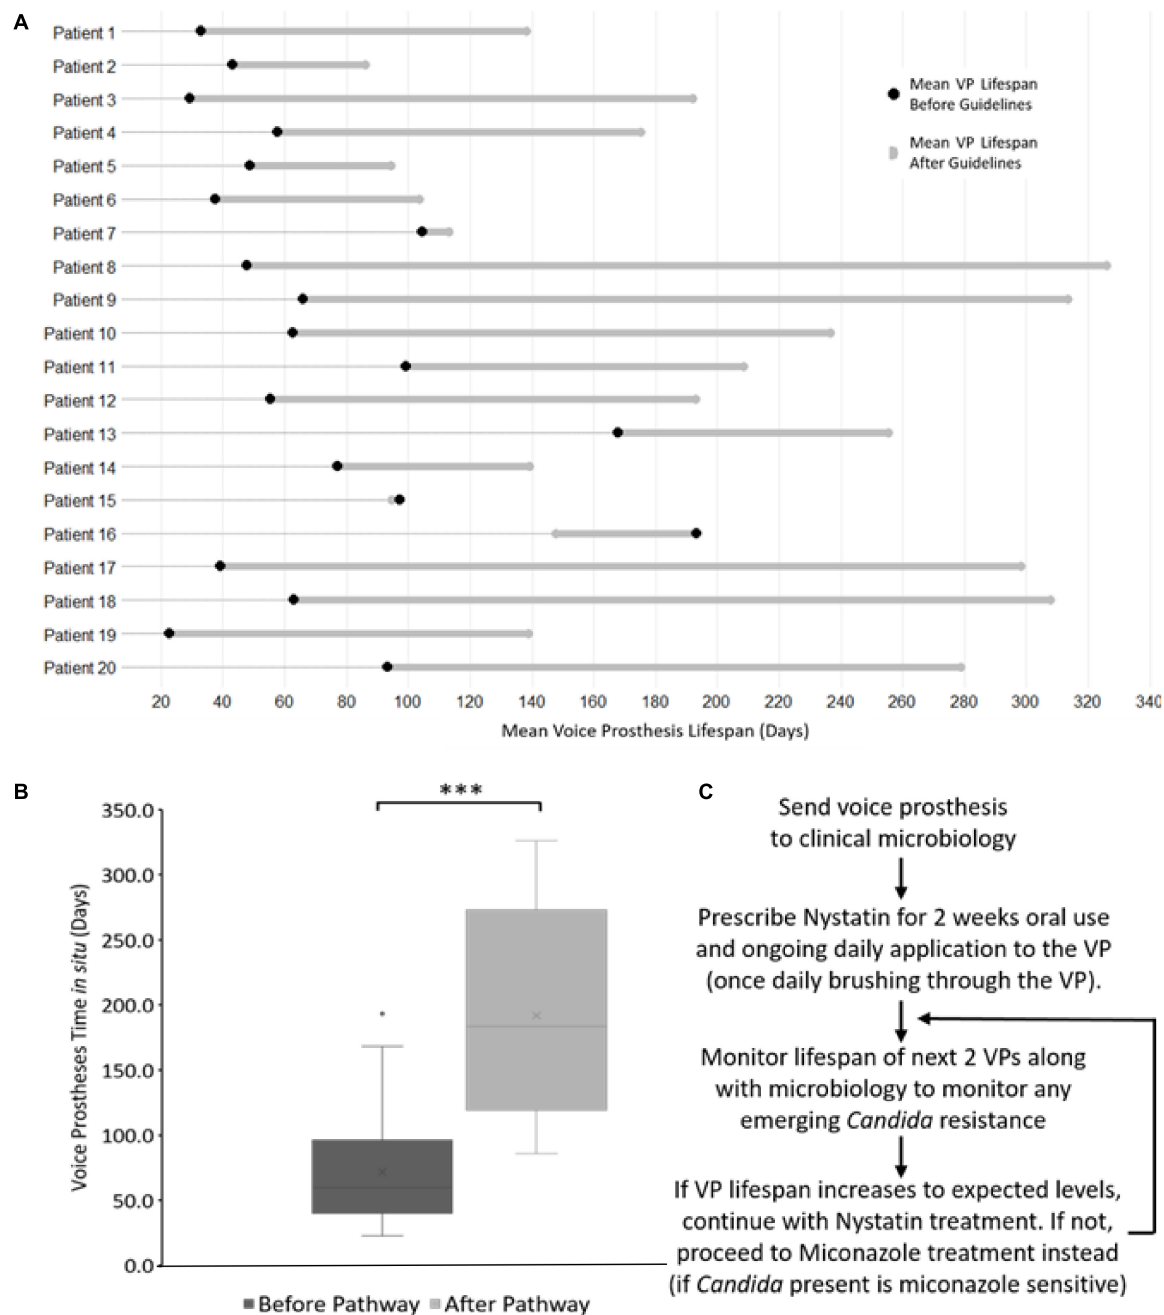 A
Patient 1
Patient 2
Patient 3
Patient 4
Patient 5
Patient 6
Patient 7
Patient 8
Patient 9
Patient 10
Patient 11
Patient 12
Patient 13
Patient 14
Patient 15
Patient 16
Patient 17
Patient 18
Patient 19
Patient 20
Mean VP Lifespan
Before Guidelines
Mean VP Lifespan
After Guidelines
20 40 60 80 100 120 140 160 180 200 220 240 260 280 300 320 340
Mean Voice Prosthesis Lifespan (Days)
B
***
350.0
300.0
250.0
200.0
150.0
100.0
50.0
0.0
Voice Prostheses Time in situ (Days)
Before Pathway After Pathway
C
Send voice prosthesis
to clinical microbiology
Prescribe Nystatin for 2 weeks oral use
and ongoing daily application to the VP
(once daily brushing through the VP).
Monitor lifespan of next 2 VPs along
with microbiology to monitor any
emerging Candida resistance
If VP lifespan increases to expected levels,
continue with Nystatin treatment. If not,
proceed to Miconazole treatment instead
(if Candida present is miconazole sensitive)